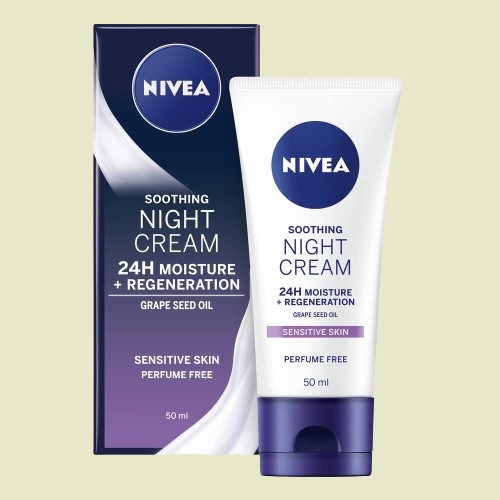 NIVEA
SOOTHING
NIGHT
CREAM
24H MOISTURE
+ REGENERATION
GRAPE SEED OIL
SENSITIVE SKIN
PERFUME FREE
50 ml
NIVEA
SOOTHING
NIGHT
CREAM
24H MOISTURE
+ REGENERATION
GRAPE SEED OIL
SENSITIVE SKIN
PERFUME FREE
50 ml